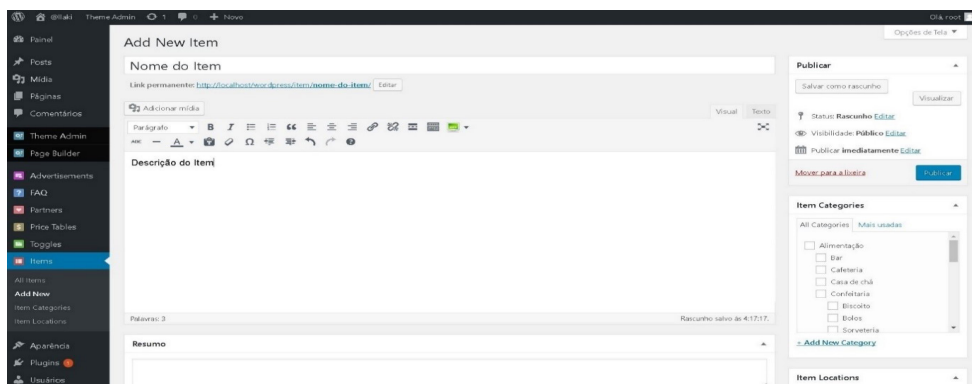 @llaki Theme Admin 1 0 + Novo Olá root
Opções de Tela
Painel
Posts
Mídia
Páginas
Comentários
Theme Admin
Page Builder
Advertisements
FAQ
Partners
Price Tables
Toggles
Items
All Items
Add New
Item Categories
Item Locations
Aparência
Plugins 1
Usuários
Add New Item
Nome do Item
Link permanente: http://localhost/wordpress/item/nome-do-item/ Editar
Adicionar mídia
Visual Texto
Parágrafo
Descrição do Item
Palavras: 3 Rascunho salvo às 4:17:17.
Resumo
Publicar
Salvar como rascunho
Visualizar
Status: Rascunho Editar
Visibilidade: Público Editar
Publicar imediatamente Editar
Mover para a lixeira Publicar
Item Categories
All Categories Mais usadas
Alimentação
Bar
Cafeteria
Casa de chá
Confeitaria
Biscoito
Bolos
Sorveteria
+ Add New Category
Item Locations